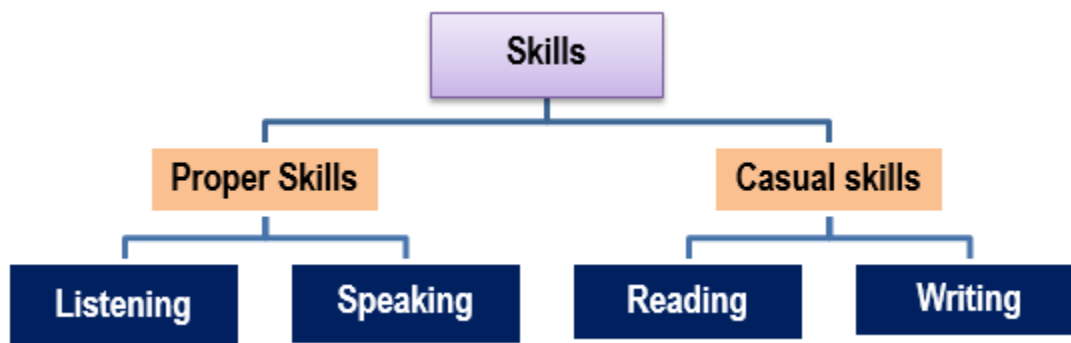 Skills
Proper Skills
Casual skills
Listening
Speaking
Reading
Writing